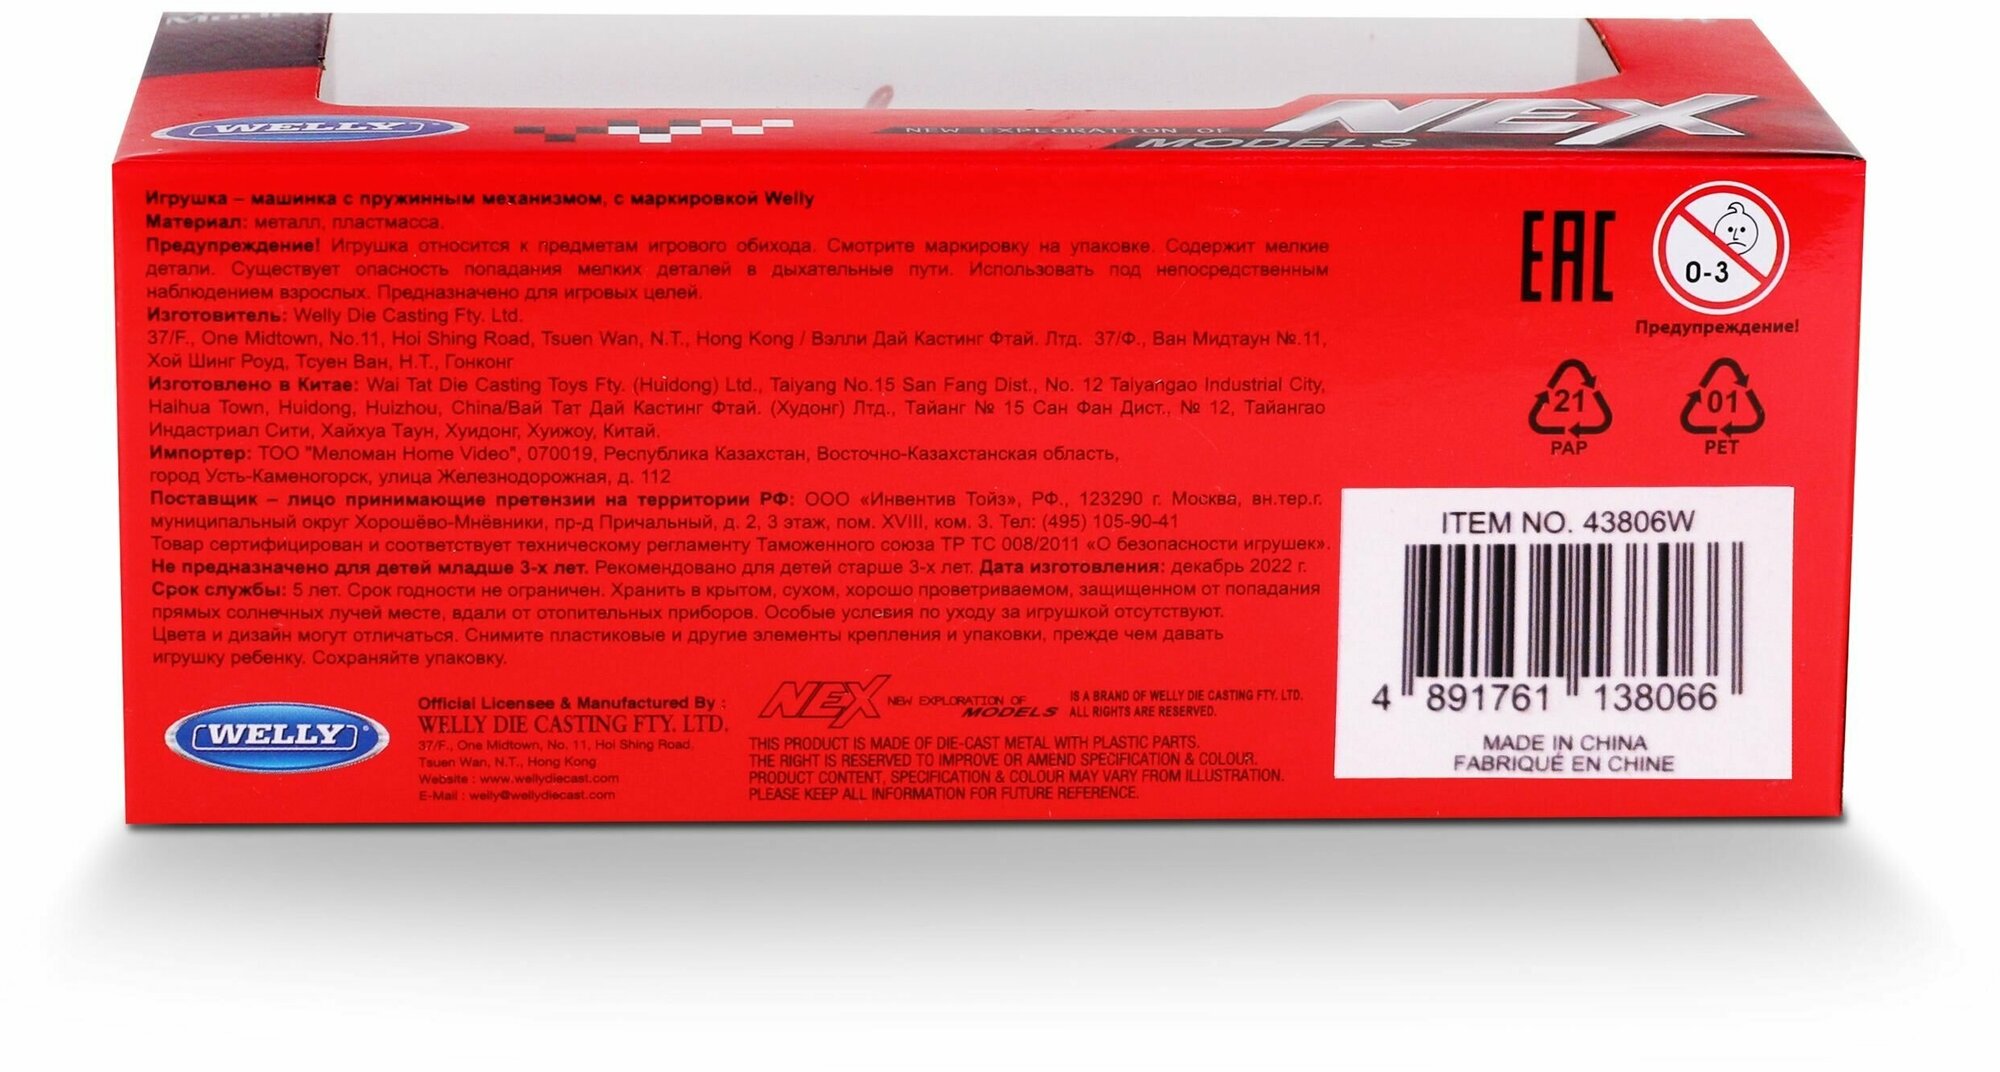 WELLY
NEW EXPLORATION OF
MODELS
NEX
Игрушка – машинка с пружинным механизмом, с маркировкой Welly
Материал: металл, пластмасса.
Предупреждение! Игрушка относится к предметам игрового обихода. Смотрите маркировку на упаковке. Содержит мелкие
детали. Существует опасность попадания мелких деталей в дыхательные пути. Использовать под непосредственным
наблюдением взрослых. Предназначено для игровых целей.
Изготовитель: Welly Die Casting Fty. Ltd.
37/F., One Midtown, No.11, Hoi Shing Road, Tsuen Wan, N.T., Hong Kong / Вэлли Дай Кастинг Фтай. Лтд. 37/Ф., Ван Мидтаун №.11,
Хой Шинг Роуд, Тсуен Ван, Н.Т., Гонконг
Изготовлено в Китае: Wai Tat Die Casting Toys Fty. (Huidong) Ltd., Taiyang No.15 San Fang Dist., No. 12 Taiyangao Industrial City,
Haihua Town, Huidong, Huizhou, China/Вай Тат Дай Кастинг Фтай. (Худонг) Лтд., Тайанг № 15 Сан Фан Дист., № 12, Тайангао
Индастриал Сити, Хайхуа Таун, Хуидонг, Хуижоу, Китай.
Импортер: ТОО "Меломан Home Video", 070019, Республика Казахстан, Восточно-Казахстанская область,
город Усть-Каменогорск, улица Железнодорожная, д. 112
Поставщик – лицо принимающие претензии на территории РФ: ООО «Инвентив Тойз», РФ., 123290 г. Москва, вн.тер.г.
муниципальный округ Хорошёво-Мнёвники, пр-д Причальный, д. 2, 3 этаж, пом. XVIII, ком. 3. Тел: (495) 105-90-41
Товар сертифицирован и соответствует техническому регламенту Таможенного союза ТР ТС 008/2011 «О безопасности игрушек».
Не предназначено для детей младше 3-х лет. Рекомендовано для детей старше 3-х лет. Дата изготовления: декабрь 2022 г.
Срок службы: 5 лет. Срок годности не ограничен. Хранить в крытом, сухом, хорошо проветриваемом, защищенном от попадания
прямых солнечных лучей месте, вдали от отопительных приборов. Особые условия по уходу за игрушкой отсутствуют.
Цвета и дизайн могут отличаться. Снимите пластиковые и другие элементы крепления и упаковки, прежде чем давать
игрушку ребенку. Сохраняйте упаковку.
EAC
0-3
Предупреждение!
21
PAP
01
PET
ITEM NO. 43806W
4 891761 138066
MADE IN CHINA
FABRIQUÉ EN CHINE
WELLY
Official Licensee & Manufactured By :
WELLY DIE CASTING FTY. LTD.
37/F., One Midtown, No. 11, Hoi Shing Road.
Tsuen Wan, N.T., Hong Kong
Website : www.wellydiecast.com
E-Mail : welly@wellydiecast.com
NEX NEW EXPLORATION OF MODELS
IS A BRAND OF WELLY DIE CASTING FTY. LTD.
ALL RIGHTS ARE RESERVED.
THIS PRODUCT IS MADE OF DIE-CAST METAL WITH PLASTIC PARTS.
THE RIGHT IS RESERVED TO IMPROVE OR AMEND SPECIFICATION & COLOUR.
PRODUCT CONTENT, SPECIFICATION & COLOUR MAY VARY FROM ILLUSTRATION.
PLEASE KEEP ALL INFORMATION FOR FUTURE REFERENCE.